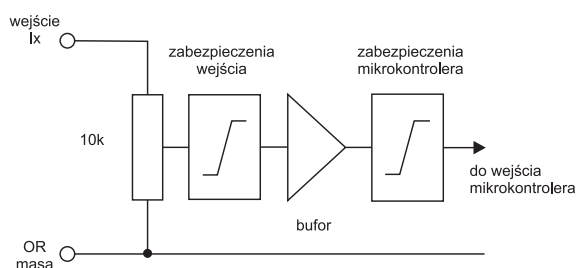 wejście
Ix
zabezpieczenia
wejścia
zabezpieczenia
mikrokontrolera
10k
do wejścia
mikrokontrolera
bufor
OR
masa